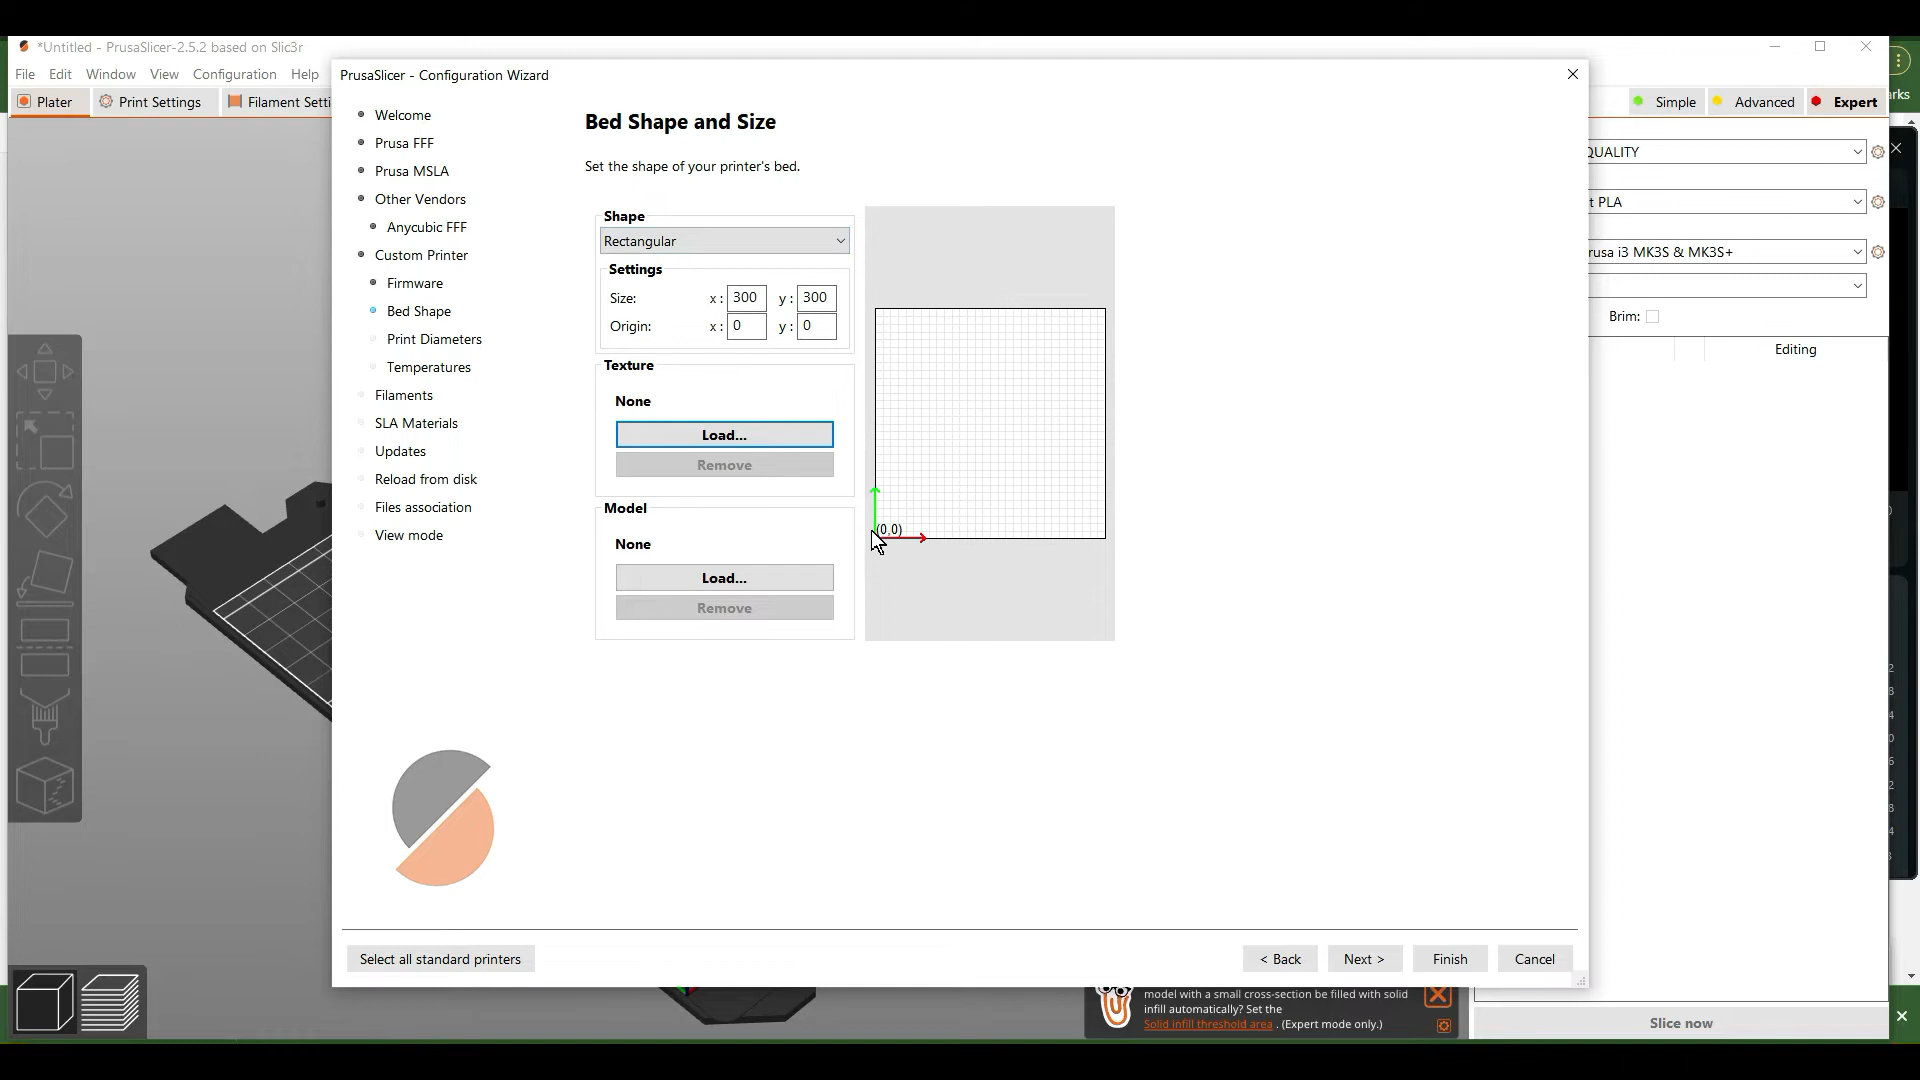 *Untitled - PrusaSlicer-2.5.2 based on Slic3r
File Edit Window View Configuration Help
Plater Print Settings Filament Setti
Simple Advanced Expert
PrusaSlicer - Configuration Wizard
Welcome
Prusa FFF
Prusa MSLA
Other Vendors
Anycubic FFF
Custom Printer
Firmware
Bed Shape
Print Diameters
Temperatures
Filaments
SLA Materials
Updates
Reload from disk
Files association
View mode
Bed Shape and Size
Set the shape of your printer's bed.
Shape
Rectangular
Settings
Size: x: 300 y: 300
Origin: x: 0 y: 0
Texture
None
Load...
Remove
Model
None
Load...
Remove
(0,0)
Select all standard printers
< Back Next > Finish Cancel
QUALITY
t PLA
rusa i3 MK3S & MK3S+
Brim:
Editing
model with a small cross-section be filled with solid
infill automatically? Set the
Solid infill threshold area . (Expert mode only.)
Slice now